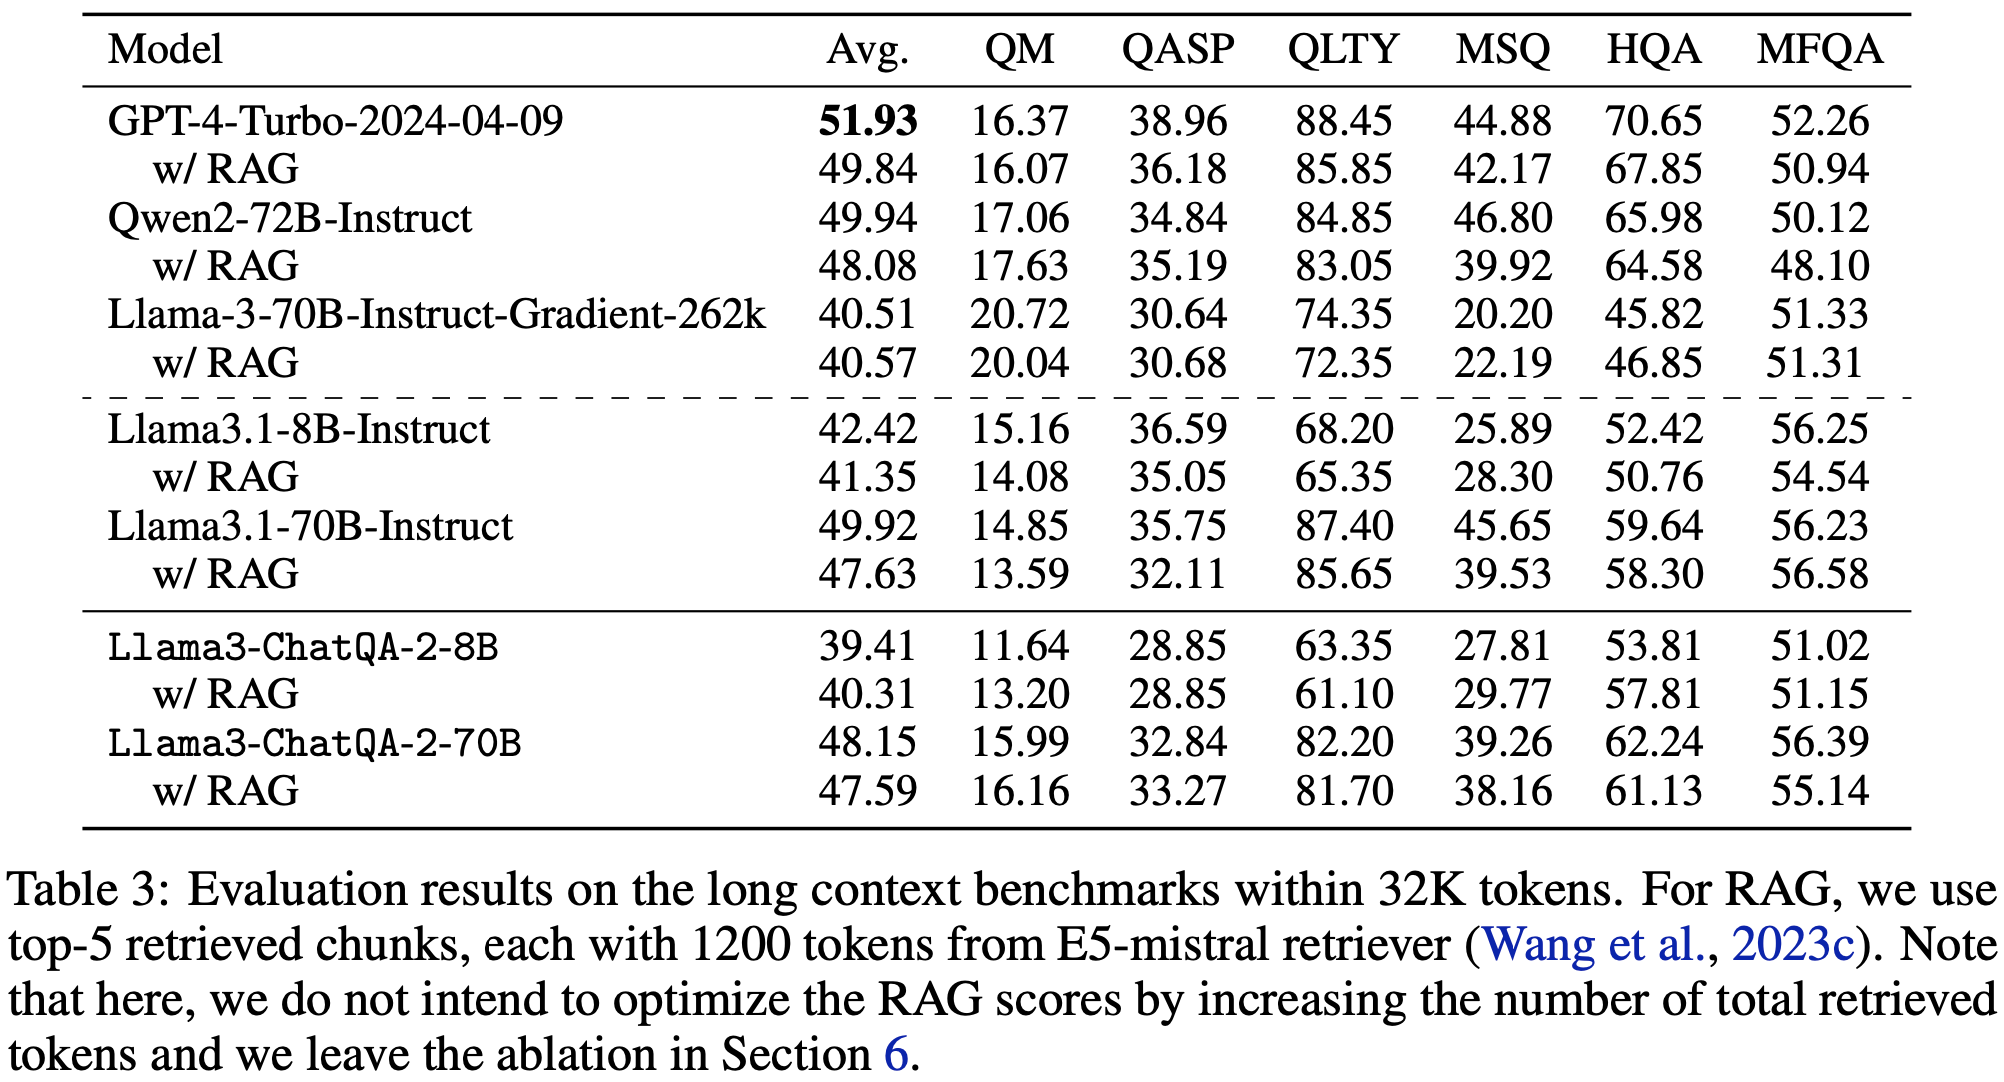 Model Avg. QM QASP QLTY MSQ HQA MFQA
GPT-4-Turbo-2024-04-09 51.93 16.37 38.96 88.45 44.88 70.65 52.26
w/ RAG 49.84 16.07 36.18 85.85 42.17 67.85 50.94
Qwen2-72B-Instruct 49.94 17.06 34.84 84.85 46.80 65.98 50.12
w/ RAG 48.08 17.63 35.19 83.05 39.92 64.58 48.10
Llama-3-70B-Instruct-Gradient-262k 40.51 20.72 30.64 74.35 20.20 45.82 51.33
w/ RAG 40.57 20.04 30.68 72.35 22.19 46.85 51.31
Llama3.1-8B-Instruct 42.42 15.16 36.59 68.20 25.89 52.42 56.25
w/ RAG 41.35 14.08 35.05 65.35 28.30 50.76 54.54
Llama3.1-70B-Instruct 49.92 14.85 35.75 87.40 45.65 59.64 56.23
w/ RAG 47.63 13.59 32.11 85.65 39.53 58.30 56.58
Llama3-ChatQA-2-8B 39.41 11.64 28.85 63.35 27.81 53.81 51.02
w/ RAG 40.31 13.20 28.85 61.10 29.77 57.81 51.15
Llama3-ChatQA-2-70B 48.15 15.99 32.84 82.20 39.26 62.24 56.39
w/ RAG 47.59 16.16 33.27 81.70 38.16 61.13 55.14
Table 3: Evaluation results on the long context benchmarks within 32K tokens. For RAG, we use
top-5 retrieved chunks, each with 1200 tokens from E5-mistral retriever (Wang et al., 2023c). Note
that here, we do not intend to optimize the RAG scores by increasing the number of total retrieved
tokens and we leave the ablation in Section 6.